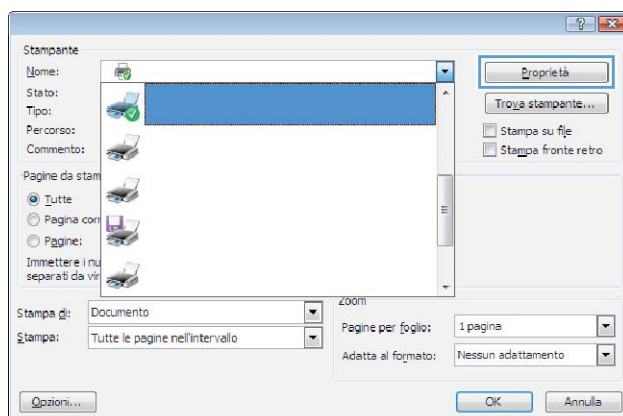 Stampante
Nome:
Proprietà
Stato:
Tipo:
Trova stampante...
Percorso:
Stampa su file
Commento:
Stampa fronte retro
Pagine da stam
Tutte
Pagina corr
Pagine:
Immettere i nu
separati da vir
Stampa di: Documento
Stampa: Tutte le pagine nell'intervallo
Zoom
Pagine per foglio: 1 pagina
Adatta al formato: Nessun adattamento
Opzioni...
OK
Annulla